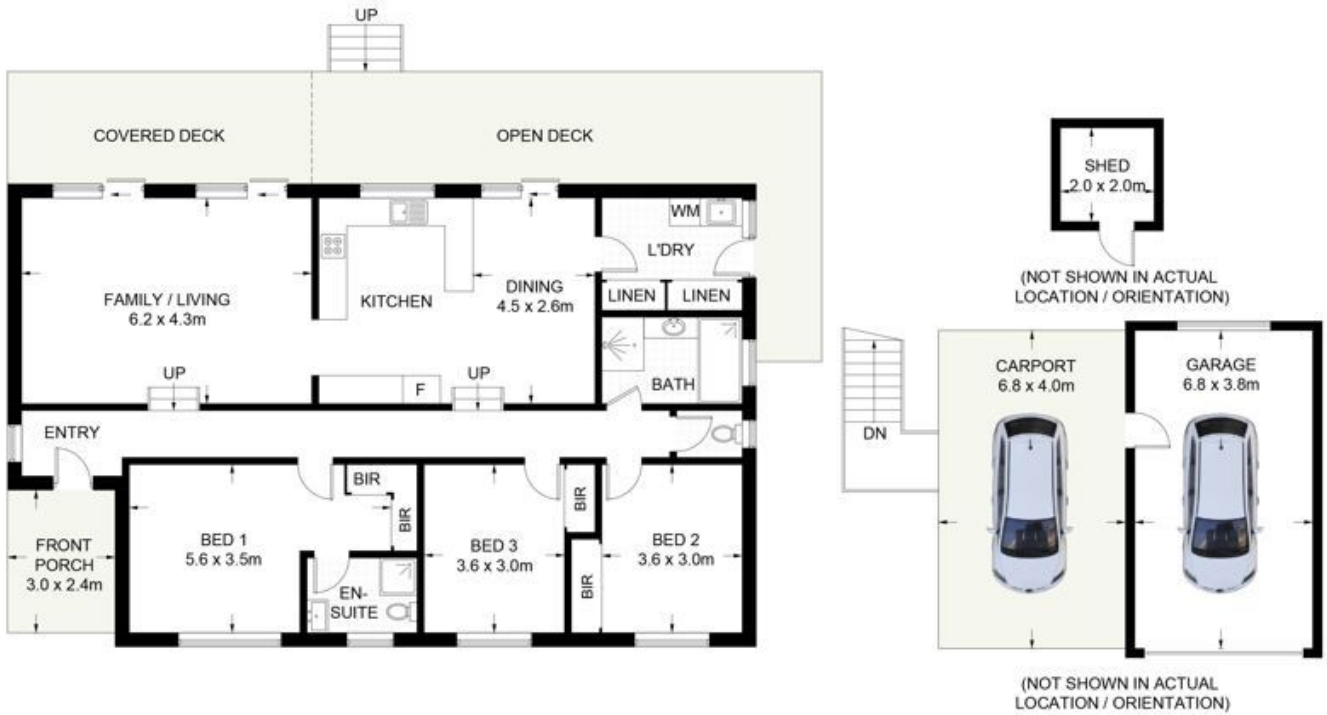 UP
COVERED DECK
OPEN DECK
FAMILY / LIVING
6.2 x 4.3m
KITCHEN
DINING
4.5 x 2.6m
WM
L'DRY
LINEN
LINEN
UP
F
UP
BATH
ENTRY
FRONT
PORCH
3.0 x 2.4m
BED 1
5.6 x 3.5m
BIR
BIR
EN-
SUITE
BED 3
3.6 x 3.0m
BIR
BIR
BED 2
3.6 x 3.0m
SHED
2.0 x 2.0m
(NOT SHOWN IN ACTUAL
LOCATION / ORIENTATION)
DN
CARPORT
6.8 x 4.0m
GARAGE
6.8 x 3.8m
(NOT SHOWN IN ACTUAL
LOCATION / ORIENTATION)